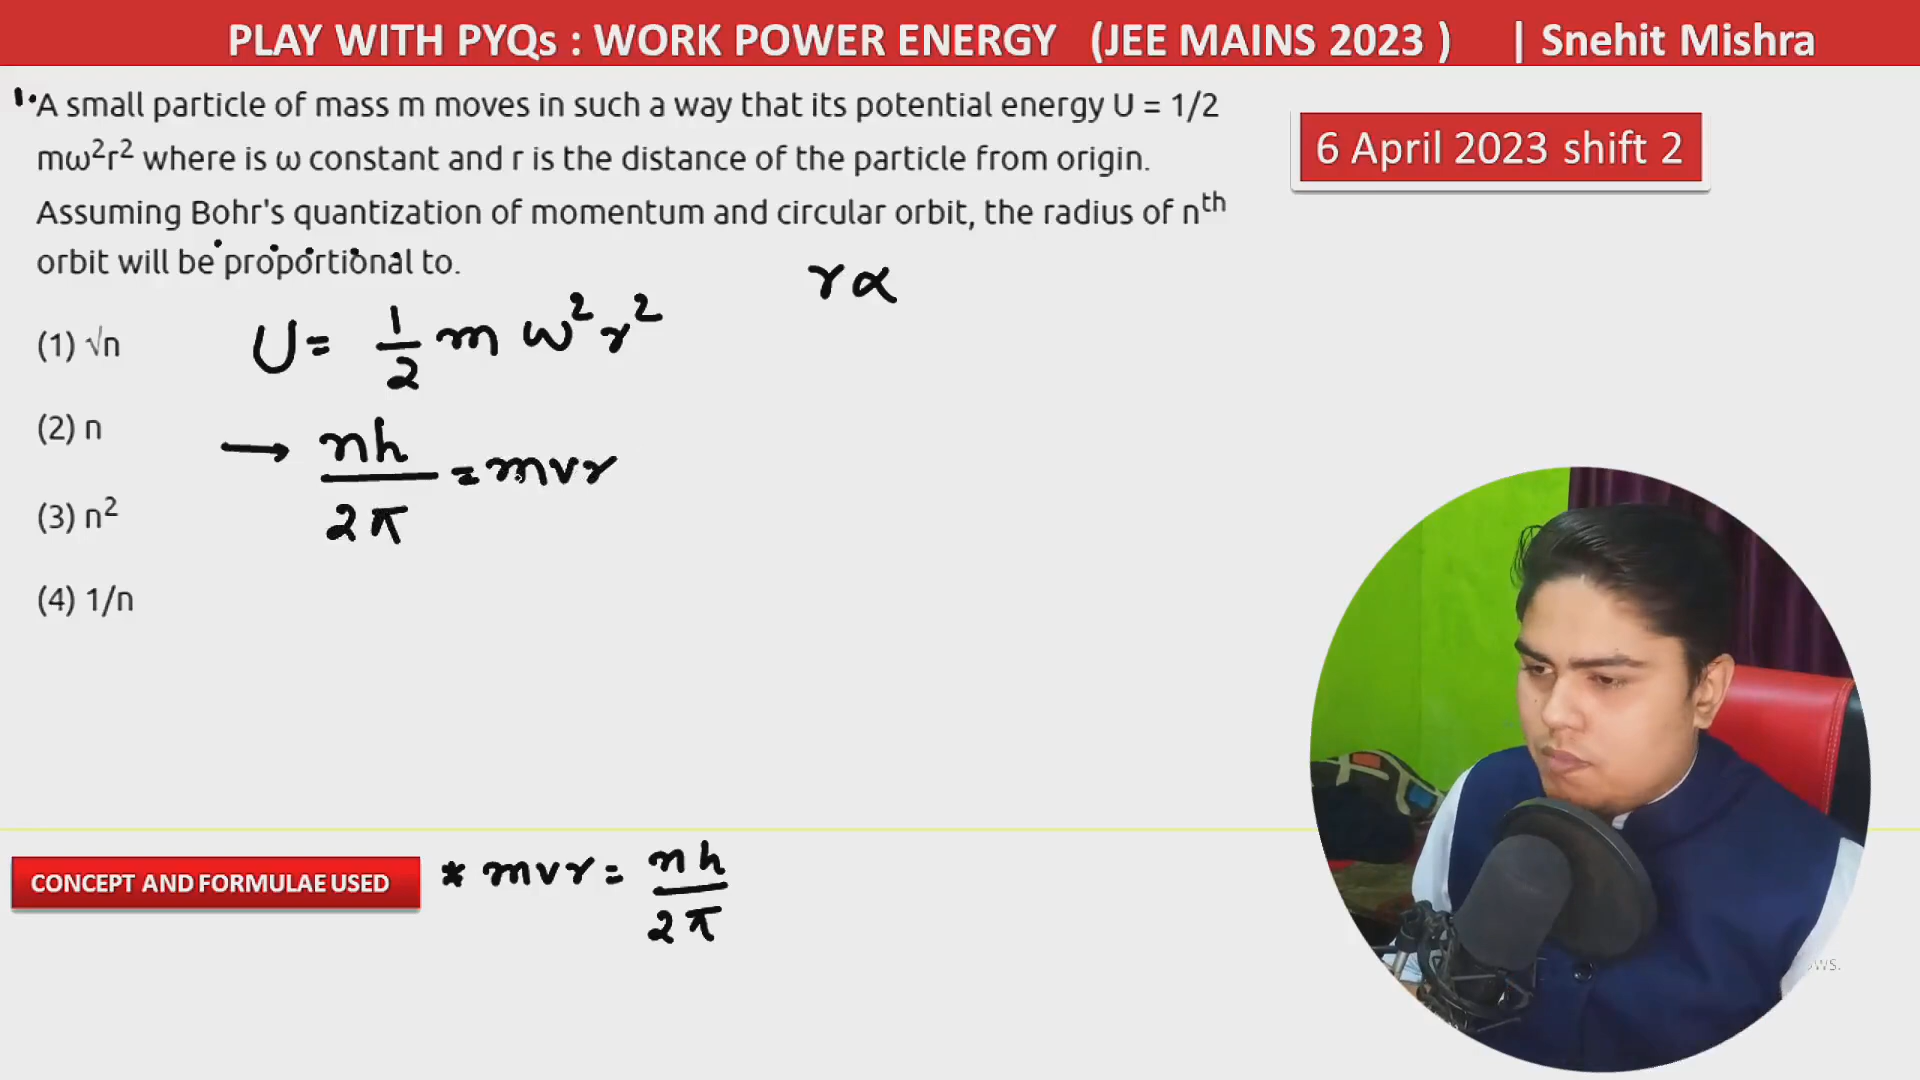 PLAY WITH PYQs : WORK POWER ENERGY (JEE MAINS 2023 ) | Snehit Mishra
1. A small particle of mass m moves in such a way that its potential energy U = 1/2
mω²r² where is ω constant and r is the distance of the particle from origin.
Assuming Bohr's quantization of momentum and circular orbit, the radius of nᵗʰ
orbit will be proportional to.
6 April 2023 shift 2
r ∝
(1) √n
U = 1/2 m ω² r²
(2) n
→ nh/2π = mvr
(3) n²
(4) 1/n
CONCEPT AND FORMULAE USED
* mvr = nh/2π